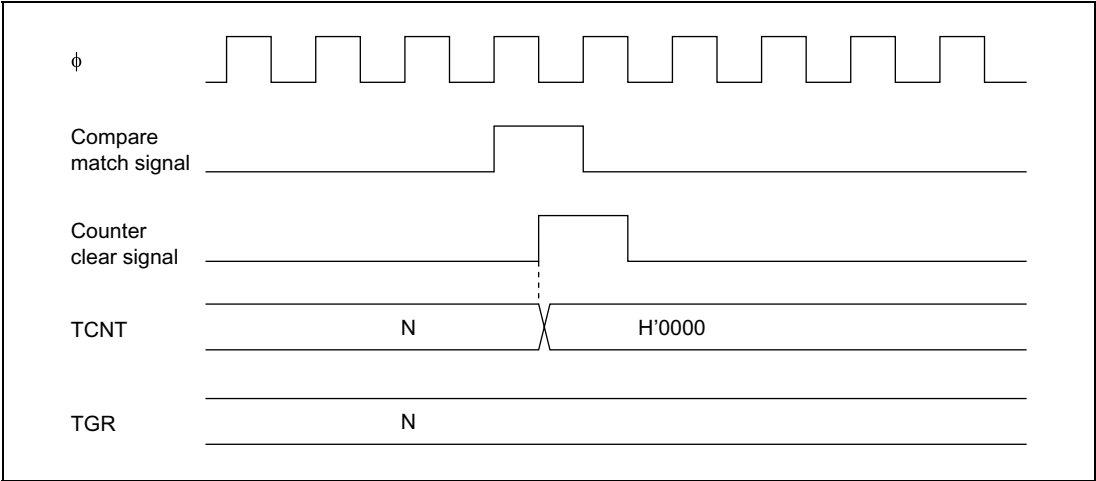 ϕ
Compare
match signal
Counter
clear signal
TCNT N H'0000
TGR N